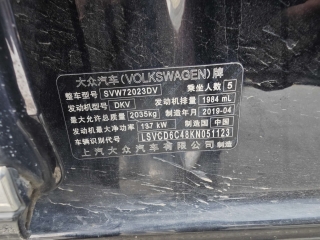 大众汽车(VOLKSWAGEN)牌
整车型号 SVW72023DV 乘坐人数 5
发动机型号 DKV 发动机排量 1984 mL
最大允许总质量 2035kg 制造年月 2019-04
发动机最大净功率 137 kW 制造国 中国
车辆识别代号 LSVCD6C48KN051123
上汽大众汽车有限公司 制造